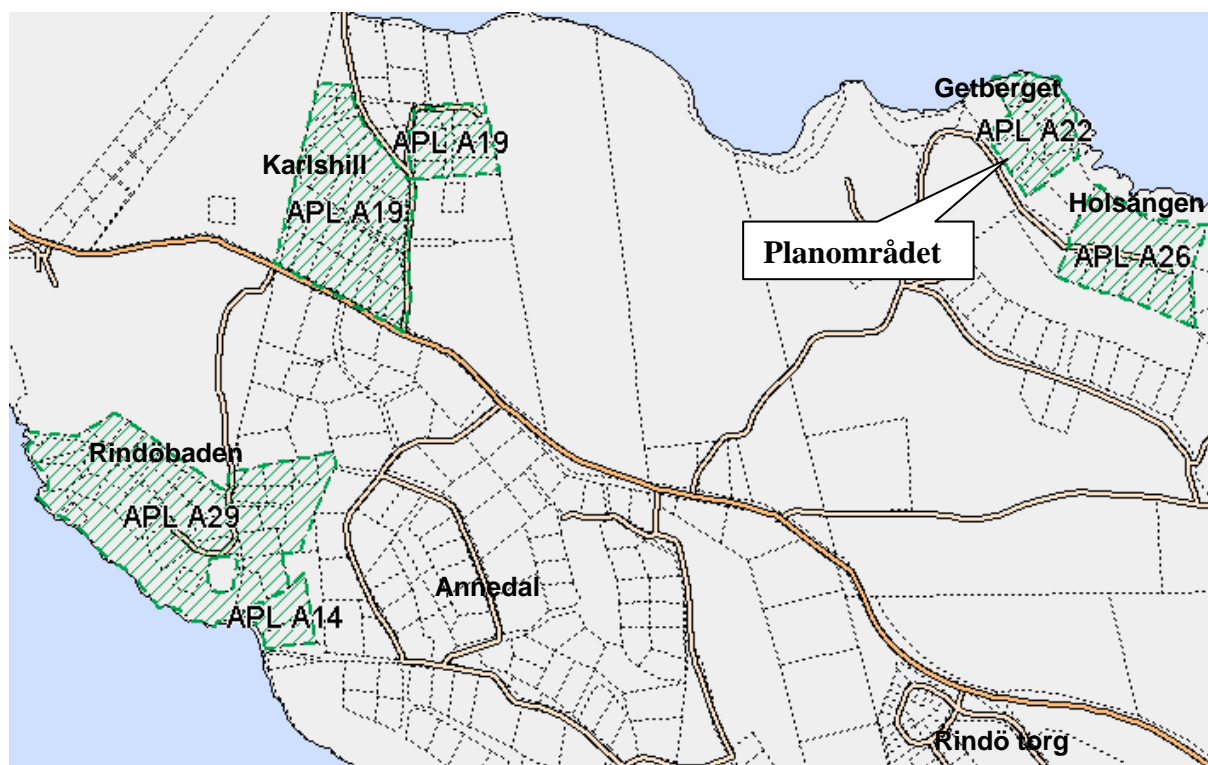 Getberget
APL A22
APL A19
Karlshill
APL A19
Holsängen
Planområdet
APL A26
Rindöbaden
APL A29
Annedal
APL A14
Rindö torg